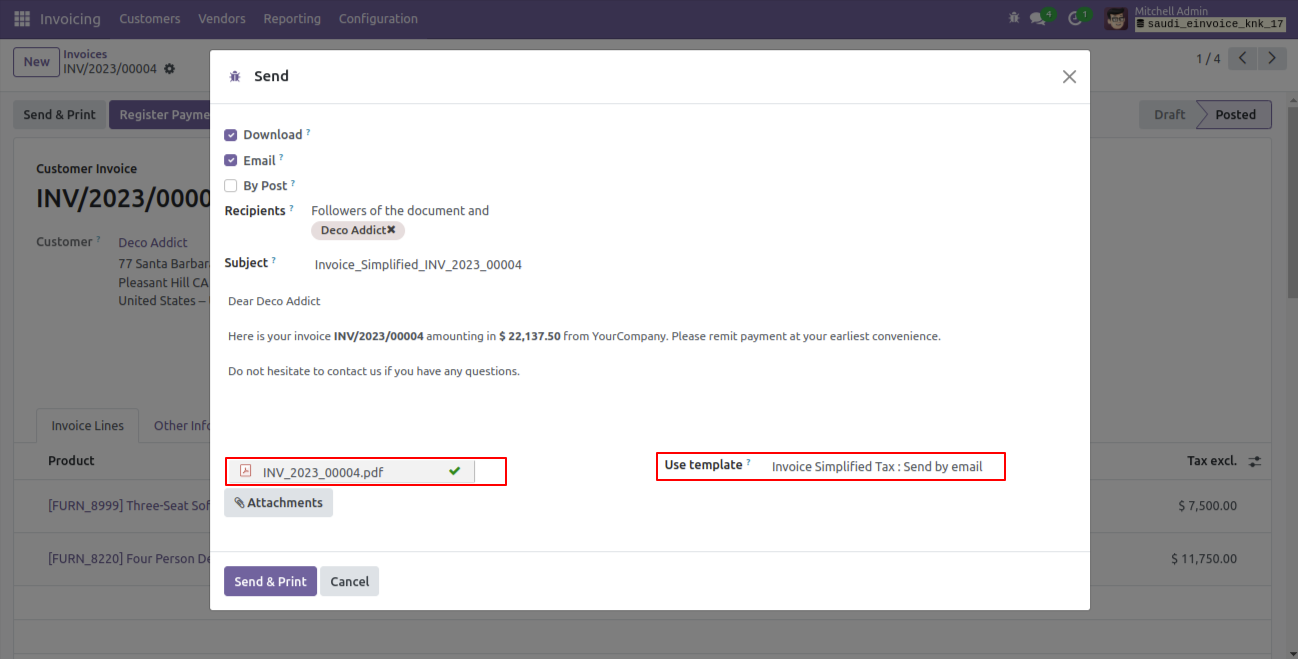 Invoicing Customers Vendors Reporting Configuration 4 1 Mitchell Admin
saudi_einvoice_knk_17
New Invoices
INV/2023/00004 1 / 4
Send
Send & Print Register Payme Draft Posted
Download ?
Email ?
By Post ?
Recipients ? Followers of the document and
Deco Addict
Subject ? Invoice_Simplified_INV_2023_00004
Customer Invoice
INV/2023/0000
Customer ? Deco Addict
77 Santa Barbar
Pleasant Hill CA
United States –
Dear Deco Addict
Here is your invoice INV/2023/00004 amounting in $ 22,137.50 from YourCompany. Please remit payment at your earliest convenience.
Do not hesitate to contact us if you have any questions.
Invoice Lines Other Info
INV_2023_00004.pdf
Use template ? Invoice Simplified Tax : Send by email
Attachments
Product Tax excl.
[FURN_8999] Three-Seat Sof $ 7,500.00
[FURN_8220] Four Person De $ 11,750.00
Send & Print Cancel